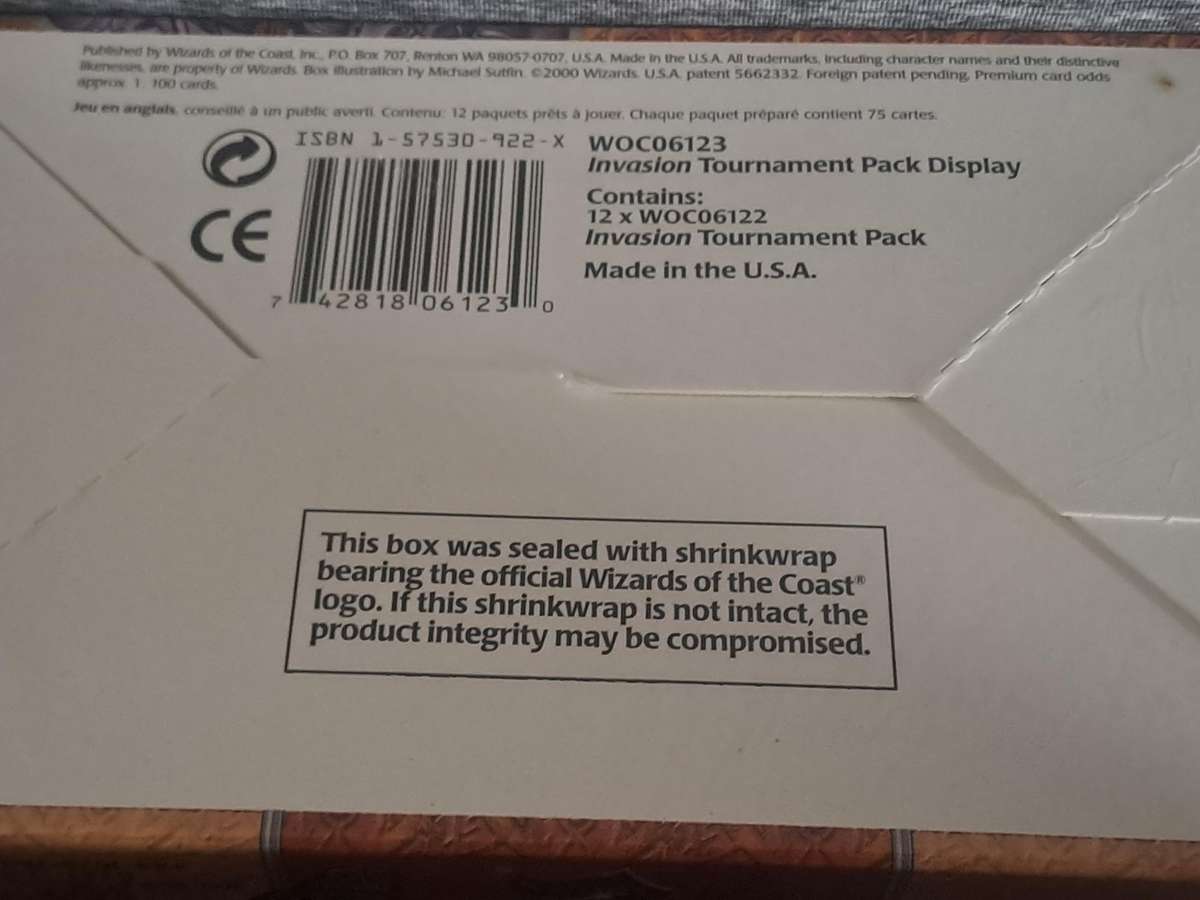 Published by Wizards of the Coast, Inc., P.O. Box 707, Renton WA 98057-0707, U.S.A. Made in the U.S.A. All trademarks, including character names and their distinctive
likenesses, are property of Wizards. Box illustration by Michael Sutfin. ©2000 Wizards. U.S.A. patent 5662332. Foreign patent pending. Premium card odds
approx. 1: 100 cards.
Jeu en anglais, conseillé à un public averti. Contenu: 12 paquets prêts à jouer. Chaque paquet préparé contient 75 cartes.
ISBN 1-57530-922-X
CE
7 42818 06123 0
WOC06123
Invasion Tournament Pack Display
Contains:
12 x WOC06122
Invasion Tournament Pack
Made in the U.S.A.
This box was sealed with shrinkwrap
bearing the official Wizards of the Coast®
logo. If this shrinkwrap is not intact, the
product integrity may be compromised.